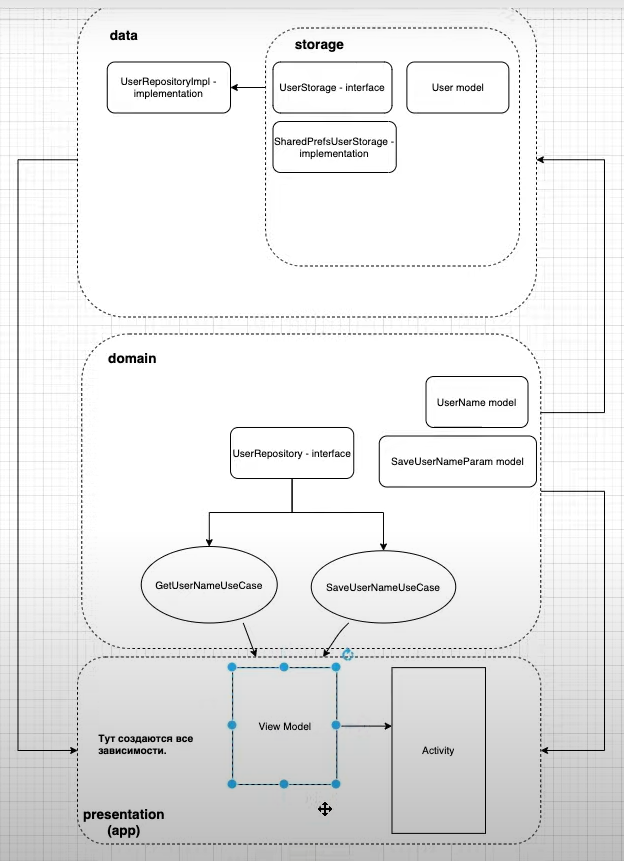 data
storage
UserRepositoryImpl -
implementation
UserStorage - interface
User model
SharedPrefsUserStorage -
implementation
domain
UserName model
UserRepository - interface
SaveUserNameParam model
GetUserNameUseCase
SaveUserNameUseCase
View Model
Тут создаются все
зависимости.
Activity
presentation
(app)